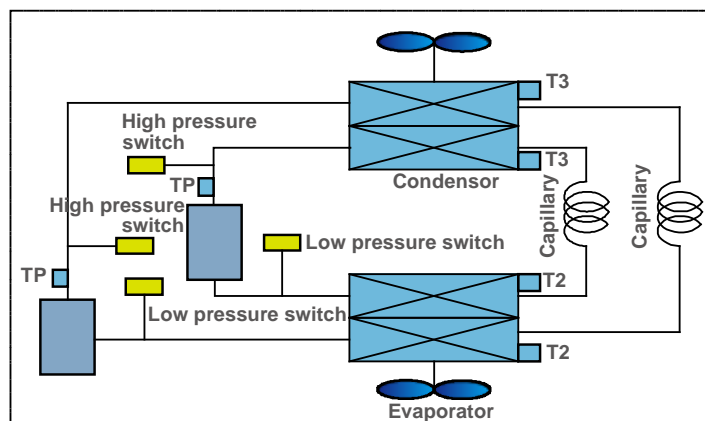 T3
High pressure
switch
T3
TP
Condensor
Capillary
Capillary
High pressure
switch
Low pressure switch
TP
T2
Low pressure switch
T2
Evaporator